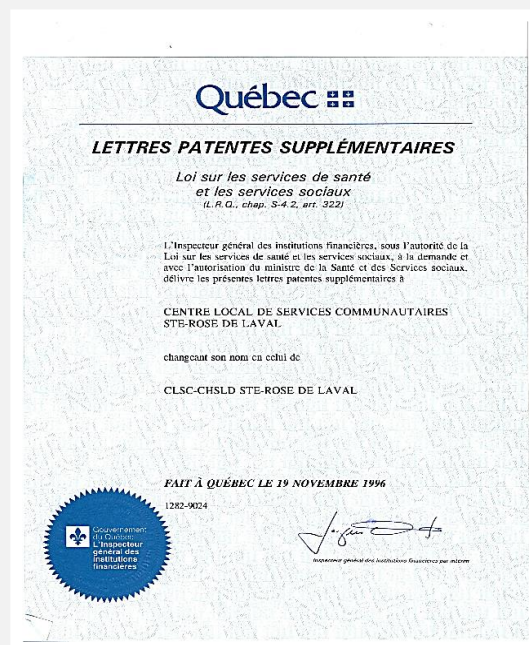 Québec
LETTRES PATENTES SUPPLÉMENTAIRES
Loi sur les services de santé
et les services sociaux
(L.R.Q., chap. S-4.2, art. 322)
L'Inspecteur général des institutions financières, sous l'autorité de la
Loi sur les services de santé et les services sociaux, à la demande et
avec l'autorisation du ministre de la Santé et des Services sociaux,
délivre les présentes lettres patentes supplémentaires à
CENTRE LOCAL DE SERVICES COMMUNAUTAIRES
STE-ROSE DE LAVAL
changeant son nom en celui de
CLSC-CHSLD STE-ROSE DE LAVAL
FAIT À QUÉBEC LE 19 NOVEMBRE 1996
1282-9024
Gouvernement
du Québec
L'Inspecteur
général des
institutions
financières
Inspecteur général des institutions financières par intérim